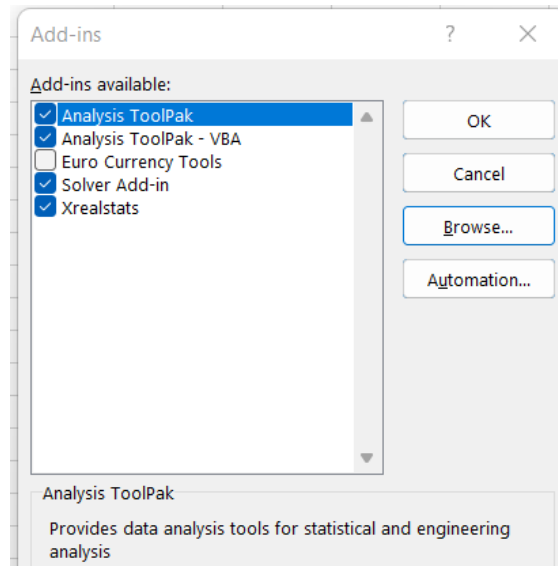 Add-ins
?
Add-ins available:
Analysis ToolPak
Analysis ToolPak - VBA
Euro Currency Tools
Solver Add-in
Xrealstats
OK
Cancel
Browse...
Automation...
Analysis ToolPak
Provides data analysis tools for statistical and engineering
analysis